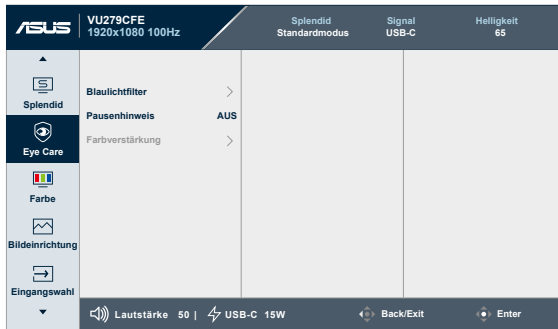 ASUS
VU279CFE
1920x1080 100Hz
Splendid
Standardmodus
Signal
USB-C
Helligkeit
65
Splendid
Eye Care
Farbe
Bildeinrichtung
Eingangswahl
Blaulichtfilter
Pausenhinweis AUS
Farbverstärkung
Lautstärke 50 | USB-C 15W
Back/Exit
Enter